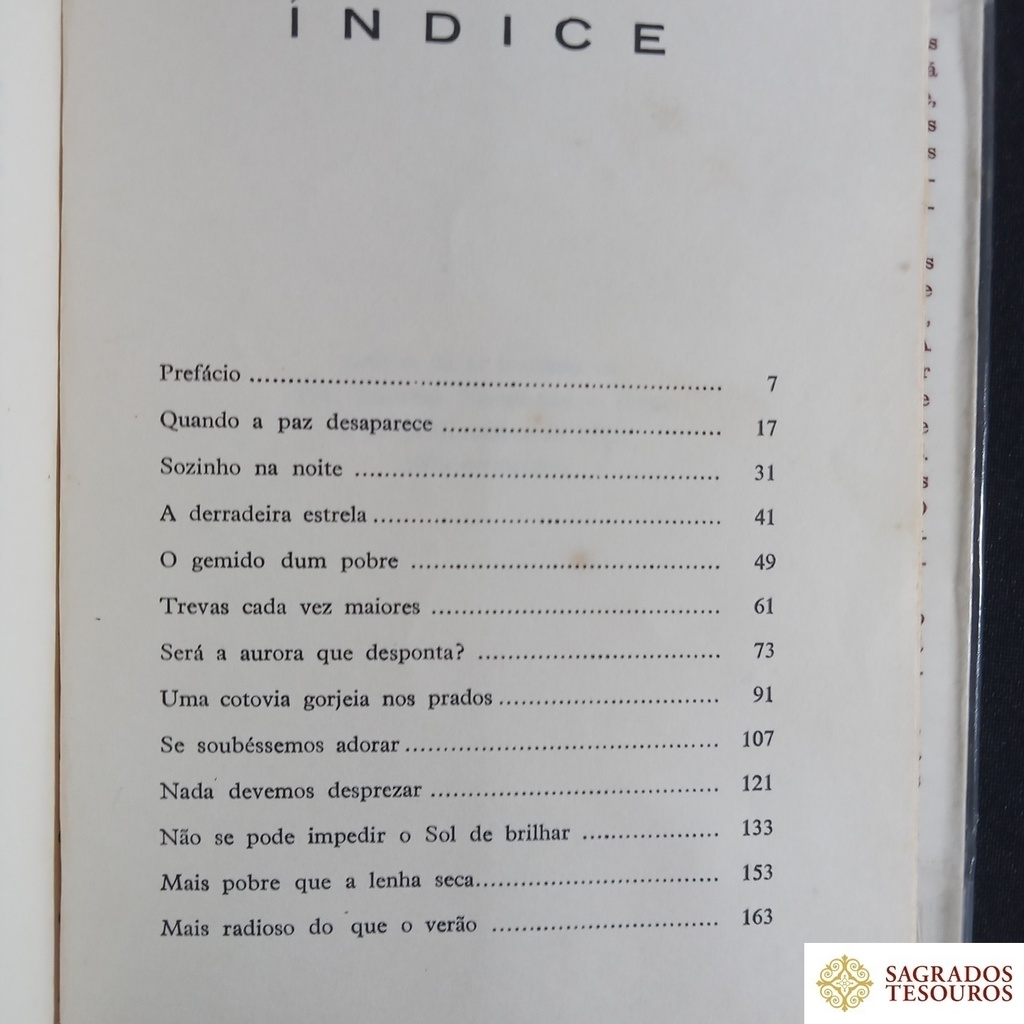 ÍNDICE
Prefácio ........................................................ 7
Quando a paz desaparece ........................................ 17
Sozinho na noite ................................................ 31
A derradeira estrela ............................................ 41
O gemido dum pobre ............................................ 49
Trevas cada vez maiores ........................................ 61
Será a aurora que desponta? .................................... 73
Uma cotovia gorjeia nos prados ................................ 91
Se soubéssemos adorar ........................................ 107
Nada devemos desprezar ...................................... 121
Não se pode impedir o Sol de brilhar .................. 133
Mais pobre que a lenha seca .................................. 153
Mais radioso do que o verão .................................. 163
SAGRADOS
TESOUROS